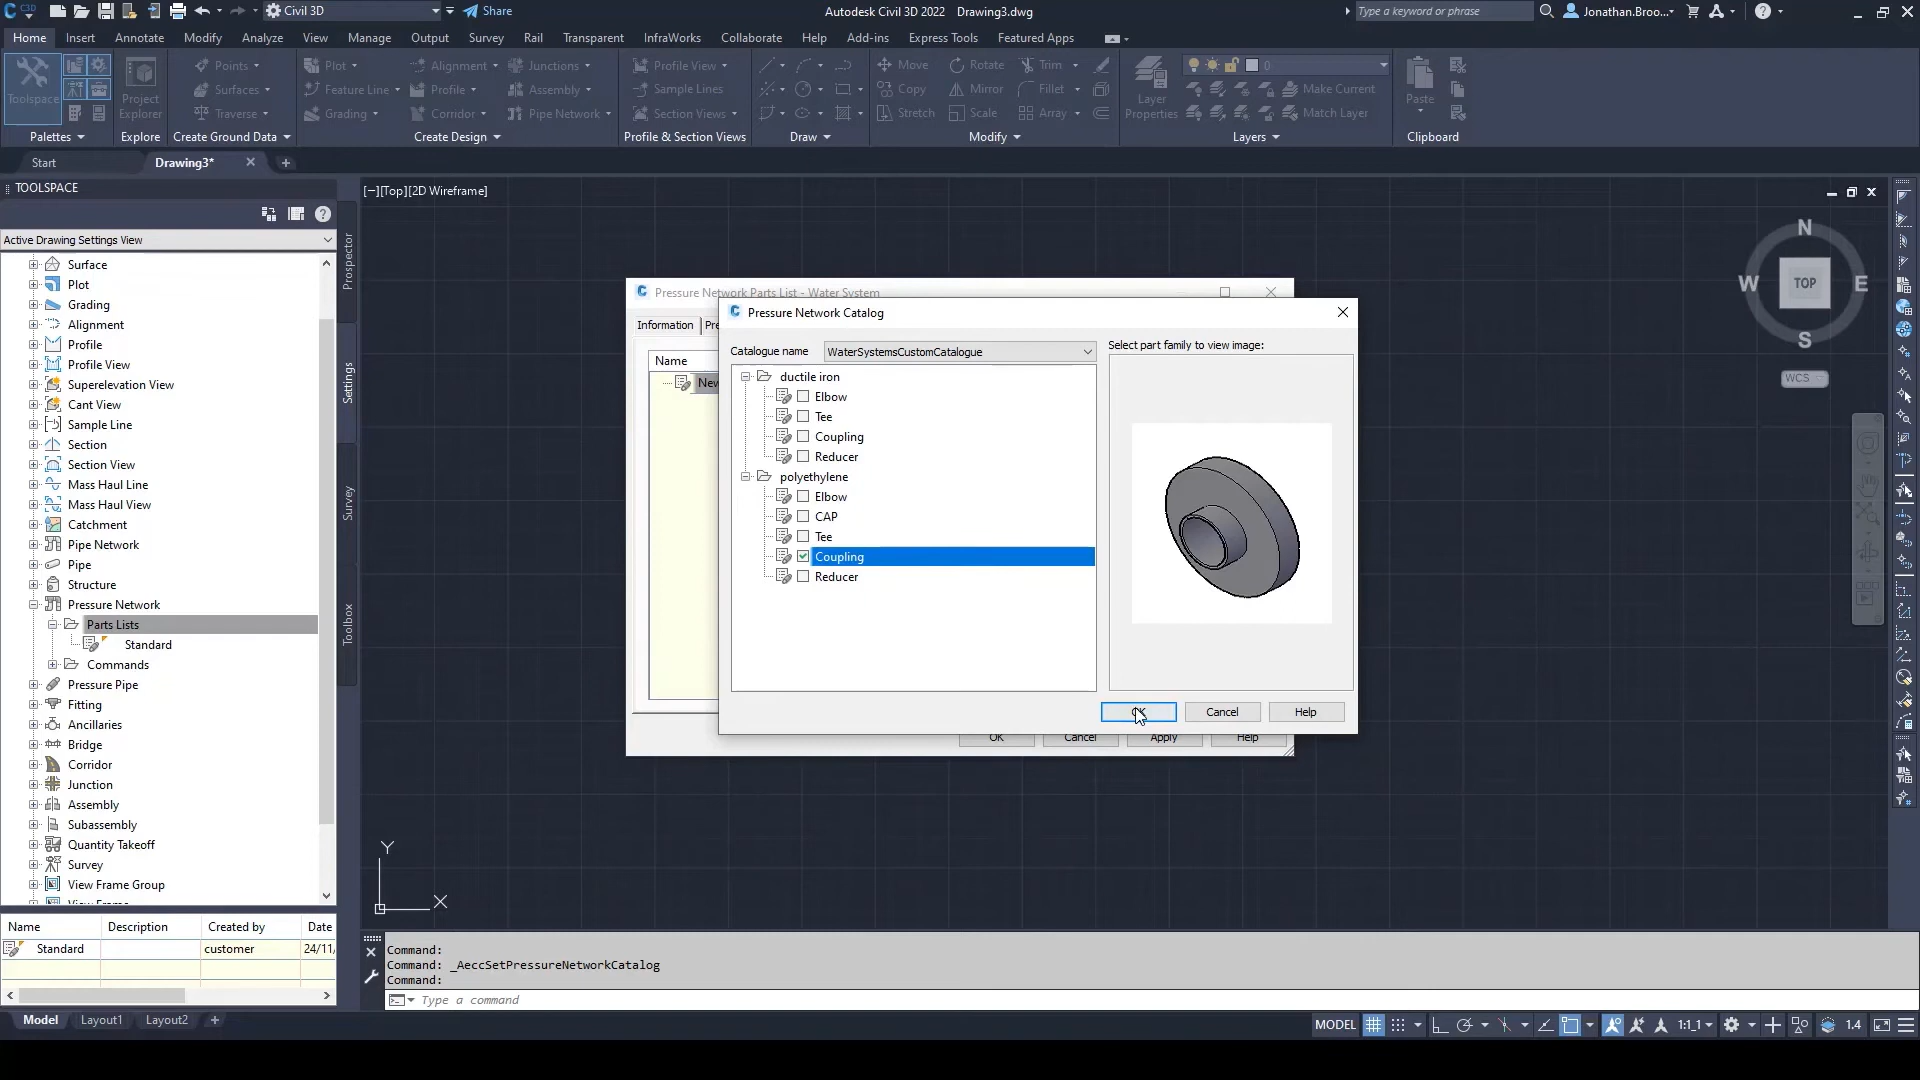 C3D Civil 3D Share Autodesk Civil 3D 2022 Drawing3.dwg Type a keyword or phrase Jonathan.Broo...
Home Insert Annotate Modify Analyze View Manage Output Survey Rail Transparent InfraWorks Collaborate Help Add-ins Express Tools Featured Apps
Toolspace
Project Explorer
Points Surfaces Traverse
Plot Feature Line Grading
Alignment Profile Corridor
Junctions Assembly Pipe Network
Profile View Sample Lines Section Views
Move Rotate Trim
Copy Mirror Fillet
Stretch Scale Array
Layer Properties
0
Make Current
Match Layer
Paste
Palettes Explore Create Ground Data Create Design Profile & Section Views Draw Modify Layers Clipboard
Start Drawing3*
TOOLSPACE
[−][Top][2D Wireframe]
Active Drawing Settings View
Surface
Plot
Grading
Alignment
Profile
Profile View
Superelevation View
Cant View
Sample Line
Section
Section View
Mass Haul Line
Mass Haul View
Catchment
Pipe Network
Pipe
Structure
Pressure Network
Parts Lists
Standard
Commands
Pressure Pipe
Fitting
Ancillaries
Bridge
Corridor
Junction
Assembly
Subassembly
Quantity Takeoff
Survey
View Frame Group
Prospector
Settings
Survey
Toolbox
Name Description Created by Date
Standard customer 24/11/
Pressure Network Parts List - Water System
Information Pre
Name
New
OK Cancel Apply Help
Pressure Network Catalog
Catalogue name WaterSystemsCustomCatalogue
Select part family to view image:
ductile iron
Elbow
Tee
Coupling
Reducer
polyethylene
Elbow
CAP
Tee
Coupling
Reducer
Cancel Help
N
W TOP E
S
WCS
Y
X
Command:
Command: _AeccSetPressureNetworkCatalog
Command:
Type a command
Model Layout1 Layout2
MODEL 1:1_1 1.4